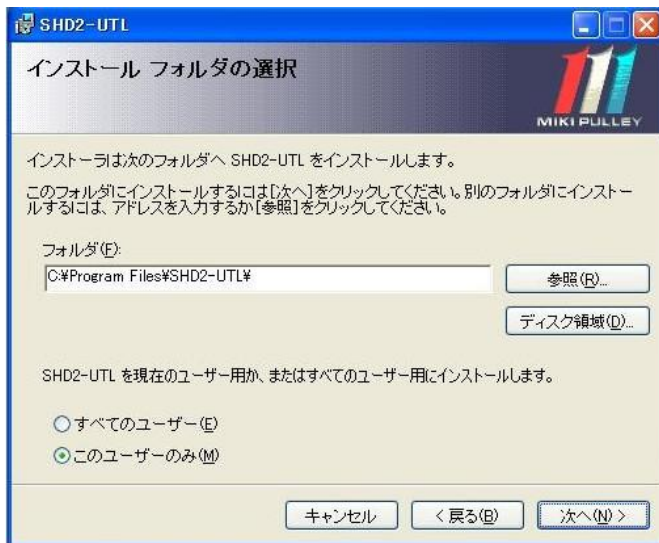 SHD2-UTL
インストール フォルダの選択
MIKI PULLEY
インストーラは次のフォルダへ SHD2-UTL をインストールします。
このフォルダにインストールするには[次へ]をクリックしてください。別のフォルダにインストー
ルするには、アドレスを入力するか[参照]をクリックしてください。
フォルダ(F):
C:¥Program Files¥SHD2-UTL¥
参照(R)...
ディスク領域(D)...
SHD2-UTL を現在のユーザー用か、またはすべてのユーザー用にインストールします。
すべてのユーザー(E)
このユーザーのみ(M)
キャンセル
< 戻る(B)
次へ(N) >